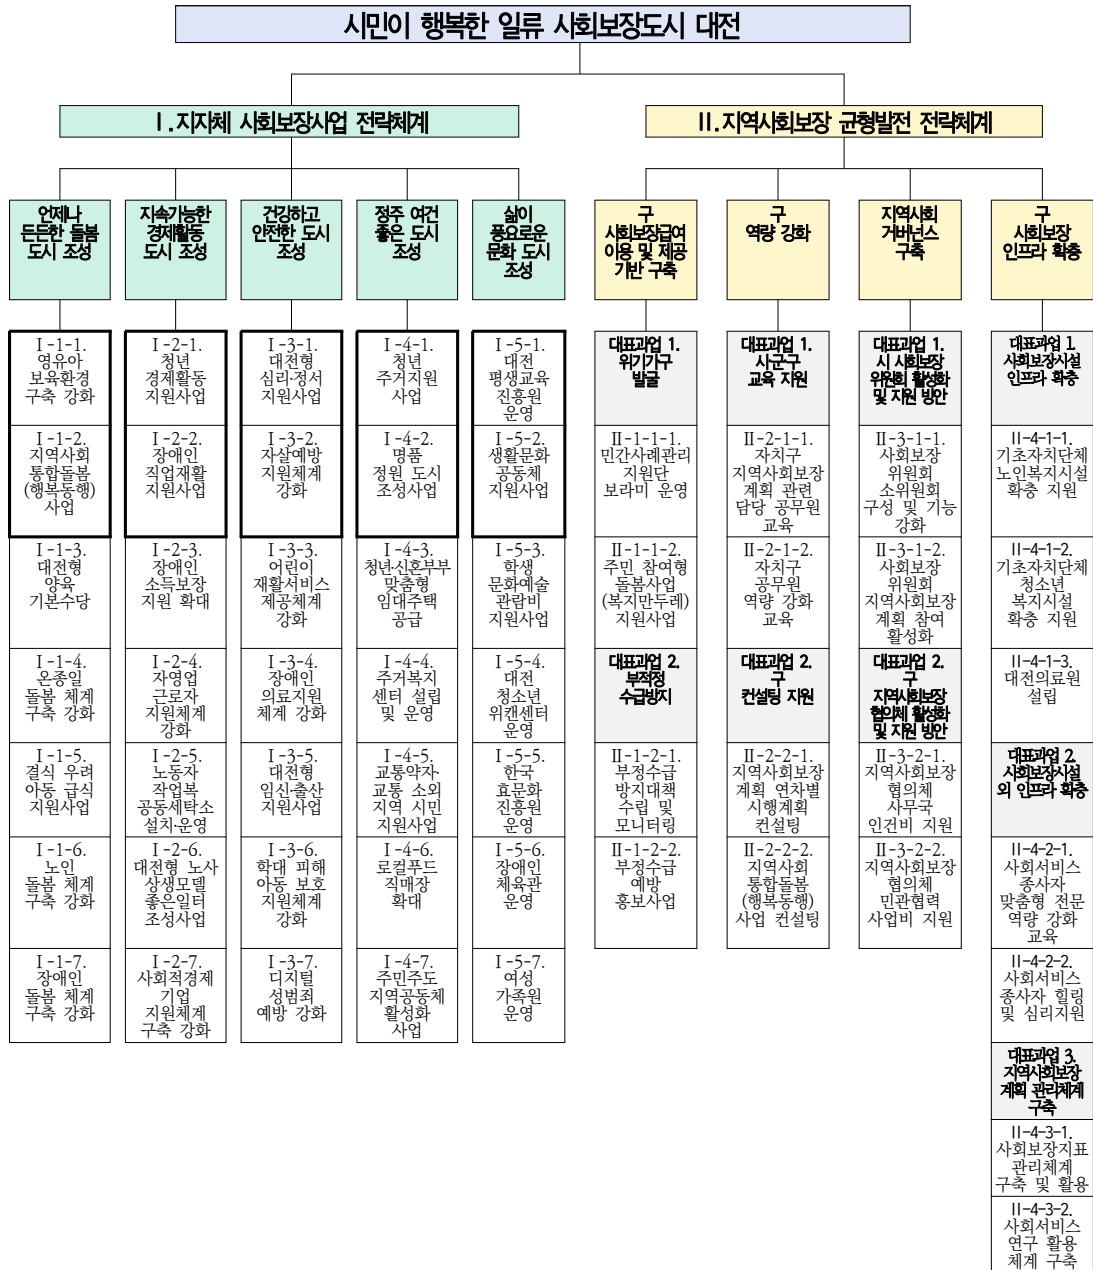 시민이 행복한 일류 사회보장도시 대전
Ⅰ.지자체 사회보장사업 전략체계
Ⅱ.지역사회보장 균형발전 전략체계
언제나
든든한 돌봄
도시 조성
지속가능한
경제활동
도시 조성
건강하고
안전한 도시
조성
정주 여건
좋은 도시
조성
삶이
풍요로운
문화 도시
조성
구
사회보장급여
이용 및 제공
기반 구축
구
역량 강화
지역사회
거버넌스
구축
구
사회보장
인프라 확충
Ⅰ-1-1.
영유아
보육환경
구축 강화
Ⅰ-1-2.
지역사회
통합돌봄
(행복동행)
사업
Ⅰ-1-3.
대전형
양육
기본수당
Ⅰ-1-4.
온종일
돌봄 체계
구축 강화
Ⅰ-1-5.
결식 우려
아동 급식
지원사업
Ⅰ-1-6.
노인
돌봄 체계
구축 강화
Ⅰ-1-7.
장애인
돌봄 체계
구축 강화
Ⅰ-2-1.
청년
경제활동
지원사업
Ⅰ-2-2.
장애인
직업재활
지원사업
Ⅰ-2-3.
장애인
소득보장
지원 확대
Ⅰ-2-4.
자영업
근로자
지원체계
강화
Ⅰ-2-5.
노동자
작업복
공동세탁소
설치·운영
Ⅰ-2-6.
대전형 노사
상생모델
좋은일터
조성사업
Ⅰ-2-7.
사회적경제
기업
지원체계
구축 강화
Ⅰ-3-1.
대전형
심리·정서
지원사업
Ⅰ-3-2.
자살예방
지원체계
강화
Ⅰ-3-3.
어린이
재활서비스
제공체계
강화
Ⅰ-3-4.
장애인
의료지원
체계 강화
Ⅰ-3-5.
대전형
임신·출산
지원사업
Ⅰ-3-6.
학대 피해
아동 보호
지원체계
강화
Ⅰ-3-7.
디지털
성범죄
예방 강화
Ⅰ-4-1.
청년
주거지원
사업
Ⅰ-4-2.
명품
정원 도시
조성사업
Ⅰ-4-3.
청년·신혼부부
맞춤형
임대주택
공급
Ⅰ-4-4.
주거복지
센터 설립
및 운영
Ⅰ-4-5.
교통약자·
교통 소외
지역 시민
지원사업
Ⅰ-4-6.
로컬푸드
직매장
확대
Ⅰ-4-7.
주민주도
지역공동체
활성화
사업
Ⅰ-5-1.
대전
평생교육
진흥원
운영
Ⅰ-5-2.
생활문화
공동체
지원사업
Ⅰ-5-3.
학생
문화예술
관람비
지원사업
Ⅰ-5-4.
대전
청소년
위캔센터
운영
Ⅰ-5-5.
한국
효문화
진흥원
운영
Ⅰ-5-6.
장애인
체육관
운영
Ⅰ-5-7.
여성
가족원
운영
대표과업 1.
위기가구
발굴
Ⅱ-1-1-1.
민간사례관리
지원단
보라미 운영
Ⅱ-1-1-2.
주민 참여형
돌봄사업
(복지만두레)
지원사업
대표과업 2.
부적정
수급방지
Ⅱ-1-2-1.
부정수급
방지대책
수립 및
모니터링
Ⅱ-1-2-2.
부정수급
예방
홍보사업
대표과업 1.
사·군·구
교육 지원
Ⅱ-2-1-1.
자치구
지역사회보장
계획 관련
담당 공무원
교육
Ⅱ-2-1-2.
자치구
공무원
역량 강화
교육
대표과업 2.
구
컨설팅 지원
Ⅱ-2-2-1.
지역사회보장
계획 연차별
시행계획
컨설팅
Ⅱ-2-2-2.
지역사회
통합돌봄
(행복동행)
사업 컨설팅
대표과업 1.
시 사회보장
위원회 활성화
및 지원 방안
Ⅱ-3-1-1.
사회보장
위원회
소위원회
구성 및 기능
강화
Ⅱ-3-1-2.
사회보장
위원회
지역사회보장
계획 참여
활성화
대표과업 2.
구
지역사회보장
협의체 활성화
및 지원 방안
Ⅱ-3-2-1.
지역사회보장
협의체
사무국
인건비 지원
Ⅱ-3-2-2.
지역사회보장
협의체
민관협력
사업비 지원
대표과업 1.
사회보장시설
인프라 확충
Ⅱ-4-1-1.
기초자치단체
노인복지시설
확충 지원
Ⅱ-4-1-2.
기초자치단체
청소년
복지시설
확충 지원
Ⅱ-4-1-3.
대전의료원
설립
대표과업 2.
사회보장시설
외 인프라 확충
Ⅱ-4-2-1.
사회서비스
종사자
맞춤형 전문
역량 강화
교육
Ⅱ-4-2-2.
사회서비스
종사자 힐링
및 심리지원
대표과업 3.
지역사회보장
계획 관리체계
구축
Ⅱ-4-3-1.
사회보장지표
관리체계
구축 및 활용
Ⅱ-4-3-2.
사회서비스
연구 활용
체계 구축